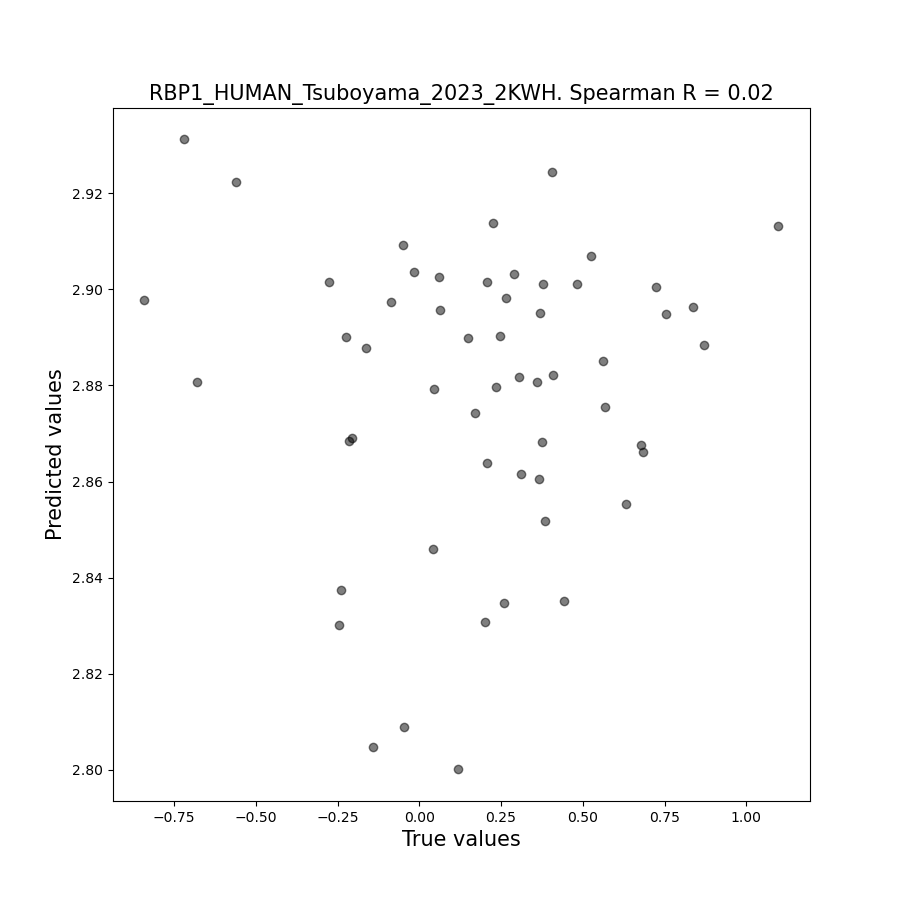 RBP1_HUMAN_Tsuboyama_2023_2KWH. Spearman R = 0.02
Predicted values
2.92
2.90
2.88
2.86
2.84
2.82
2.80
−0.75 −0.50 −0.25 0.00 0.25 0.50 0.75 1.00
True values